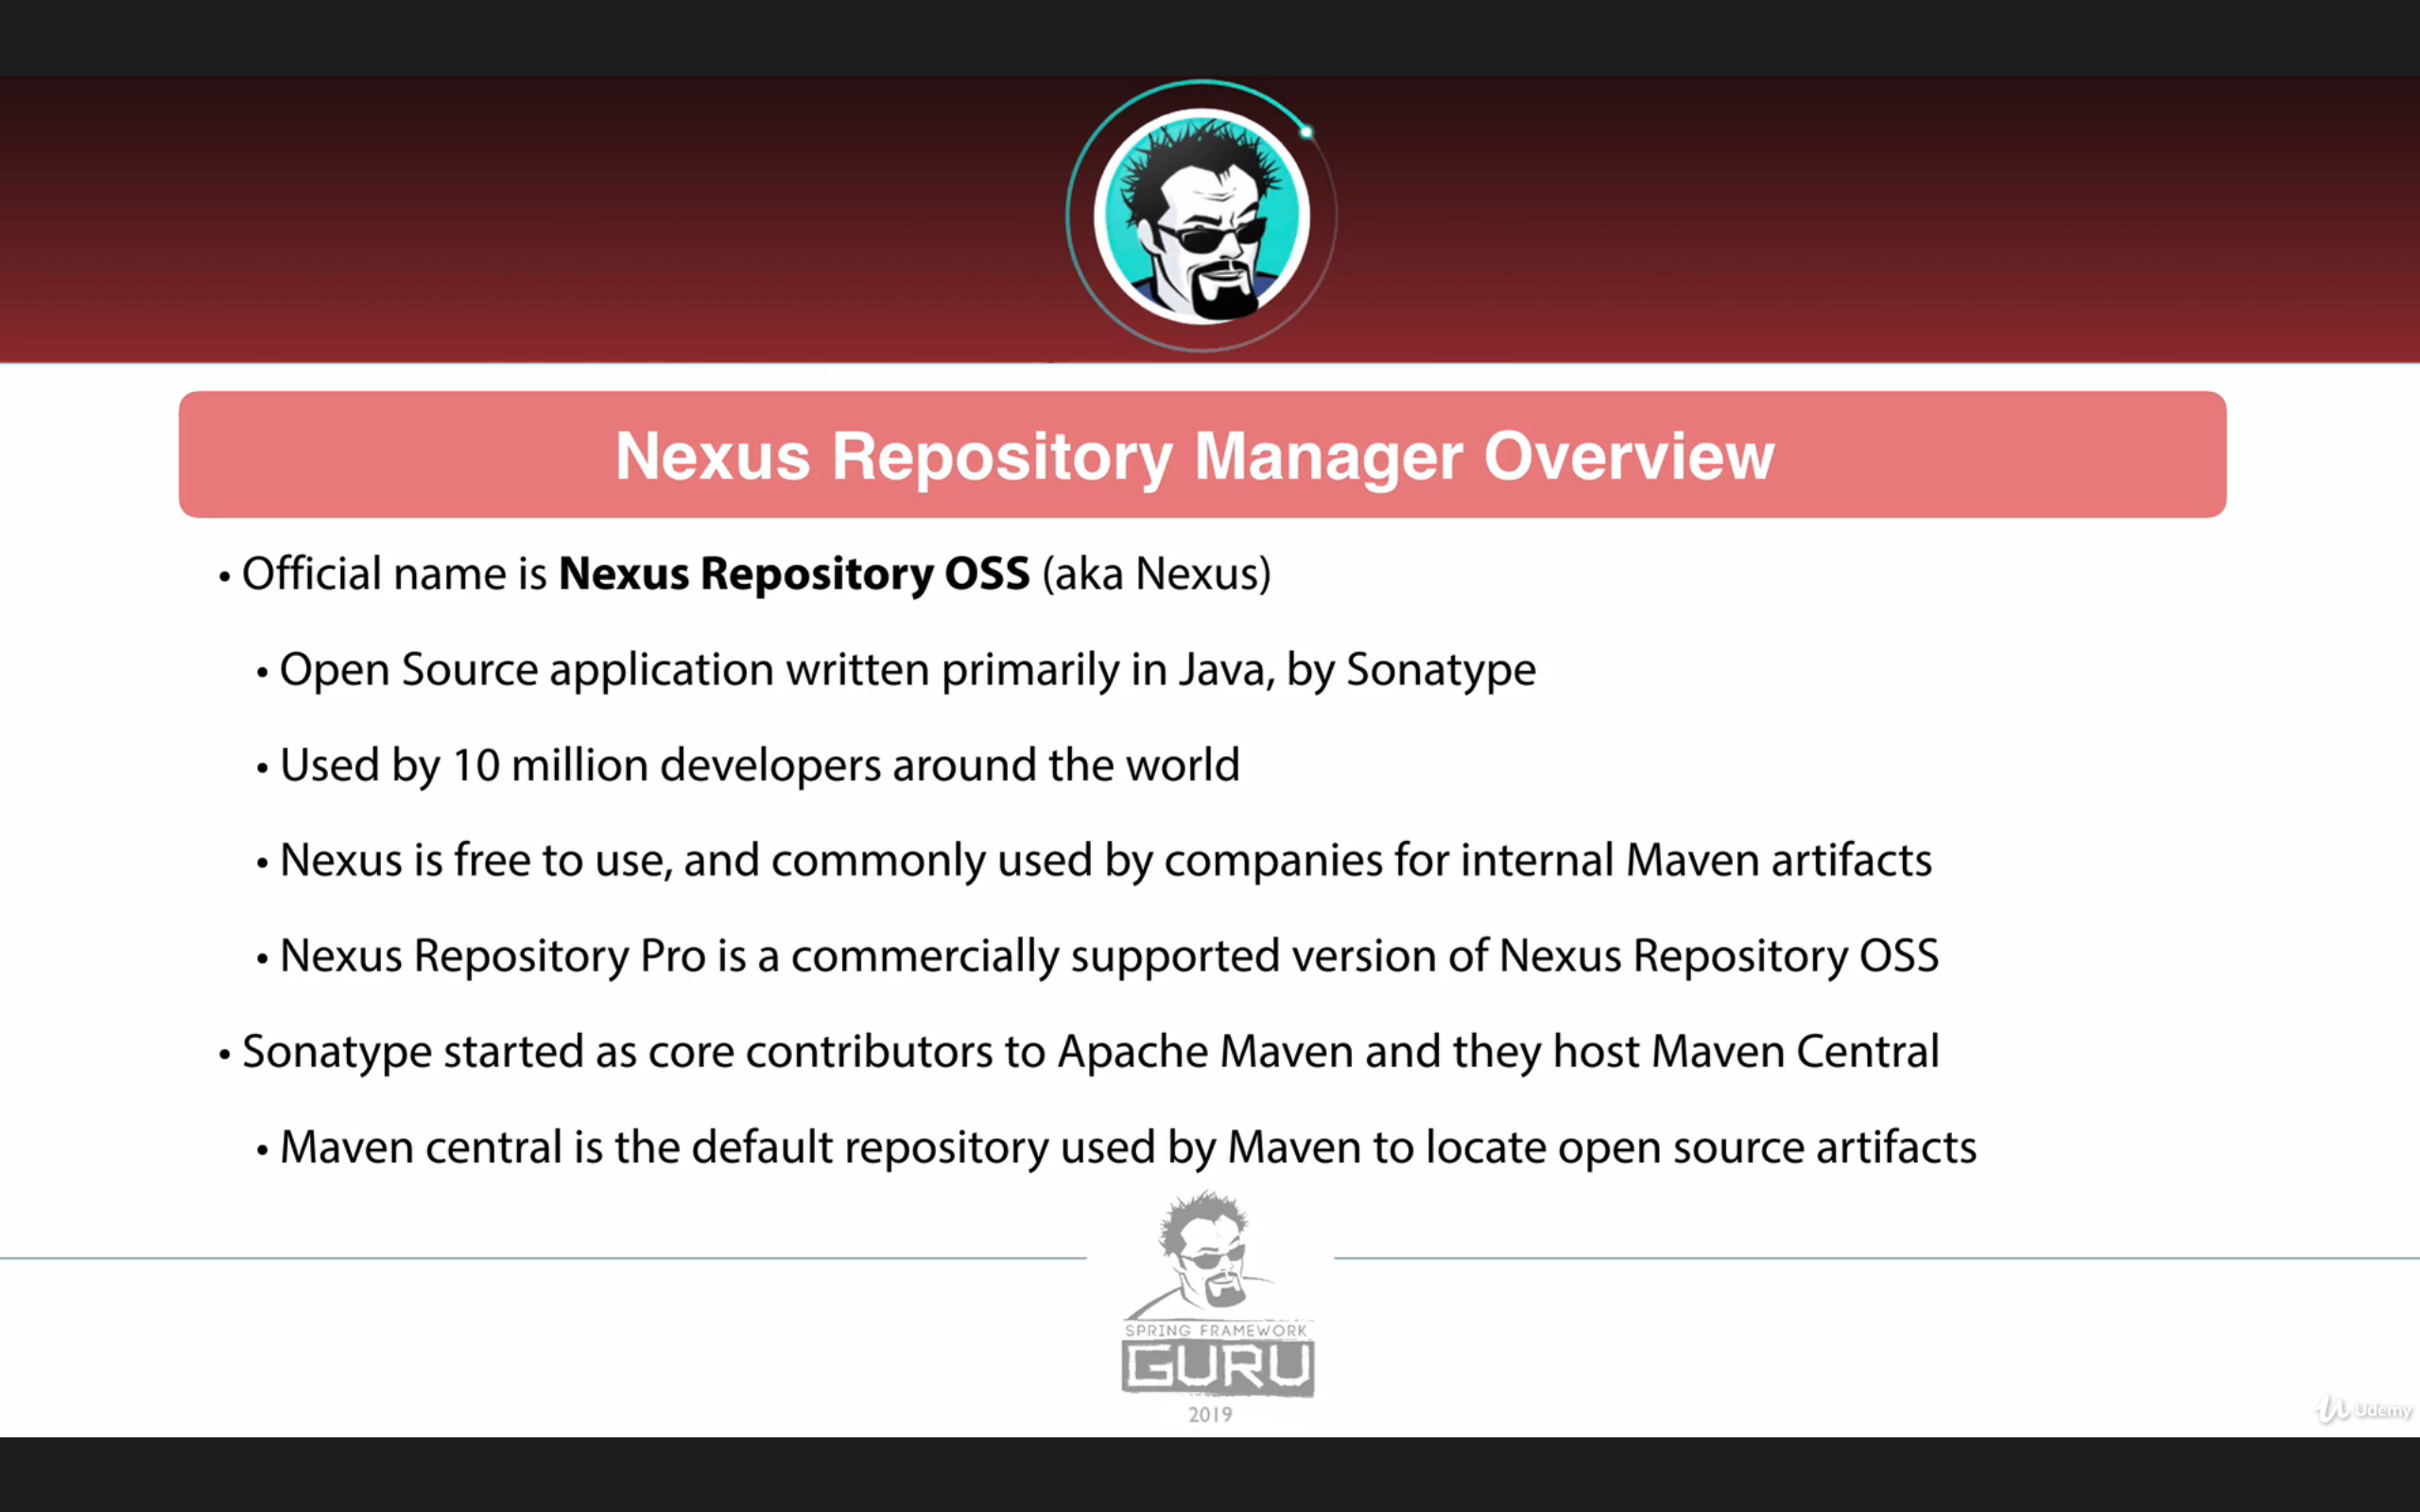 Nexus Repository Manager Overview
• Official name is Nexus Repository OSS (aka Nexus)
• Open Source application written primarily in Java, by Sonatype
• Used by 10 million developers around the world
• Nexus is free to use, and commonly used by companies for internal Maven artifacts
• Nexus Repository Pro is a commercially supported version of Nexus Repository OSS
• Sonatype started as core contributors to Apache Maven and they host Maven Central
• Maven central is the default repository used by Maven to locate open source artifacts
SPRING FRAMEWORK
GURU
2019
Udemy